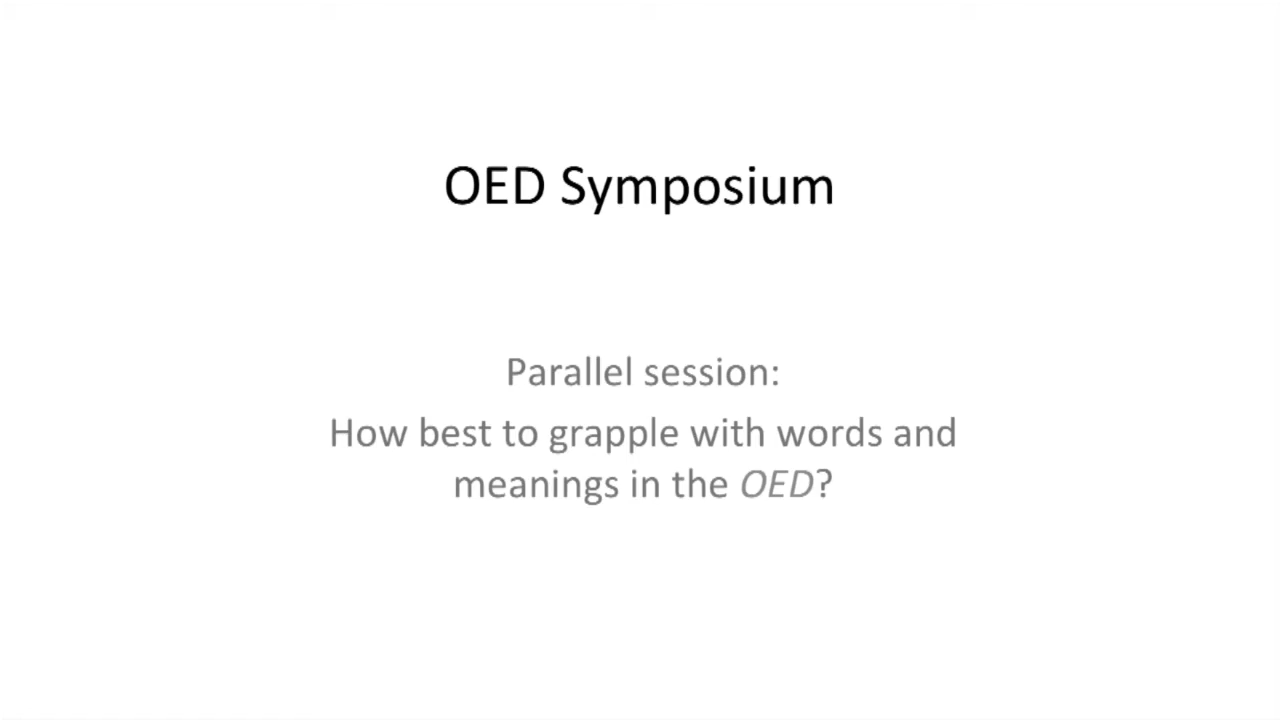 OED Symposium
Parallel session:
How best to grapple with words and
meanings in the OED?